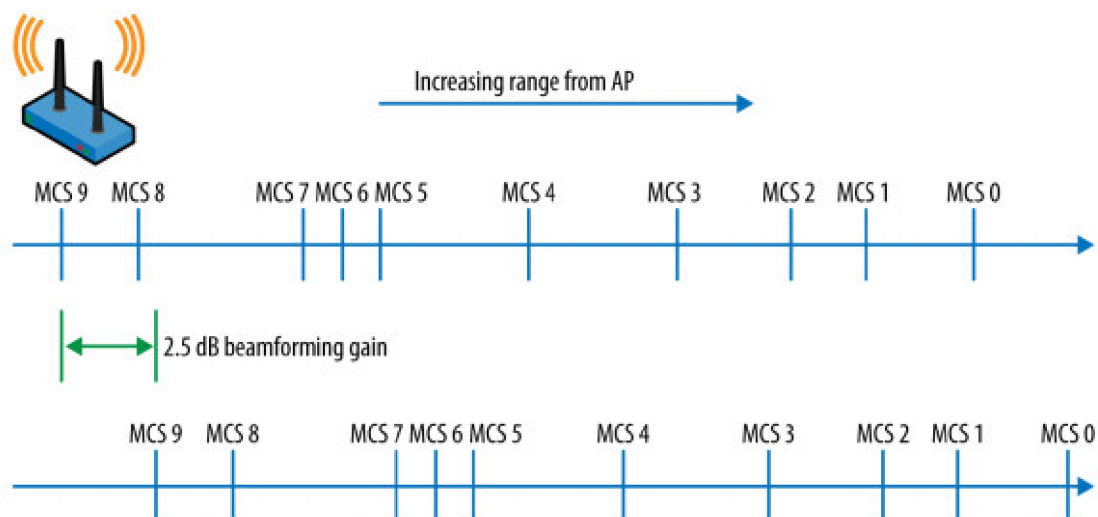 Increasing range from AP
MCS 9 MCS 8 MCS 7 MCS 6 MCS 5 MCS 4 MCS 3 MCS 2 MCS 1 MCS 0
2.5 dB beamforming gain
MCS 9 MCS 8 MCS 7 MCS 6 MCS 5 MCS 4 MCS 3 MCS 2 MCS 1 MCS 0